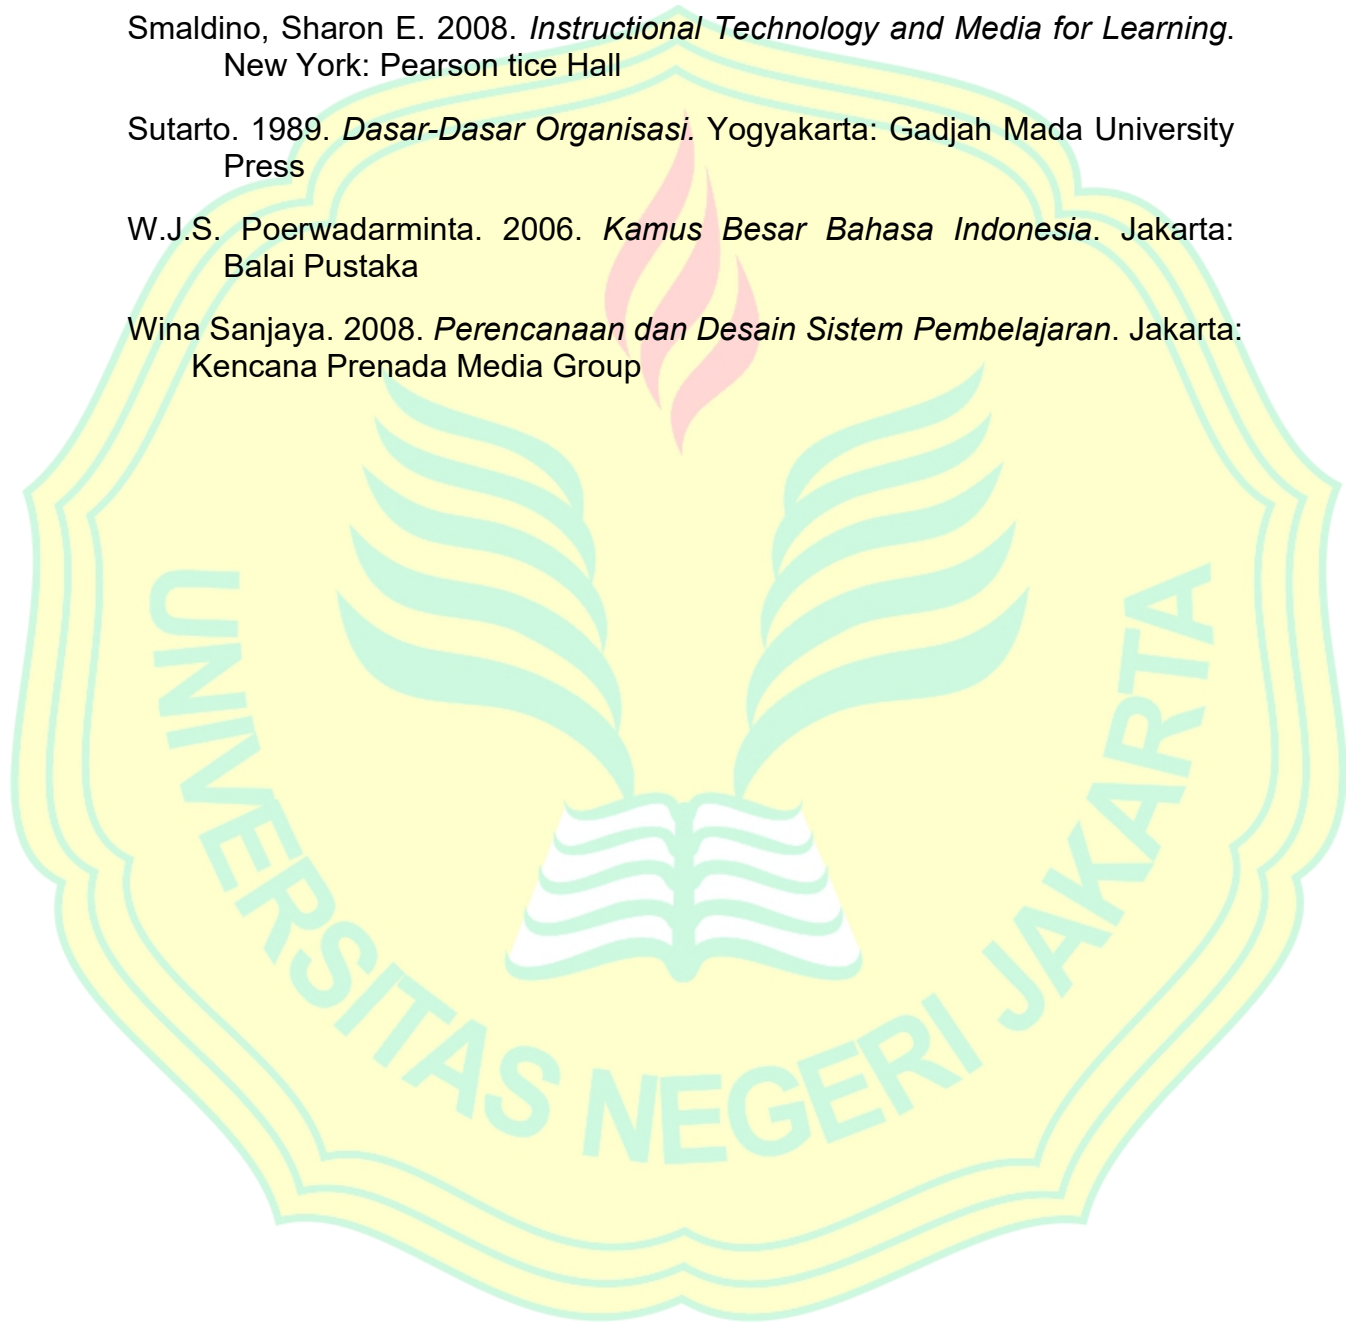 Smaldino, Sharon E. 2008. Instructional Technology and Media for Learning.
New York: Pearson tice Hall
Sutarto. 1989. Dasar-Dasar Organisasi. Yogyakarta: Gadjah Mada University
Press
W.J.S. Poerwadarminta. 2006. Kamus Besar Bahasa Indonesia. Jakarta:
Balai Pustaka
Wina Sanjaya. 2008. Perencanaan dan Desain Sistem Pembelajaran. Jakarta:
Kencana Prenada Media Group
UNIVERSITAS NEGERI JAKARTA